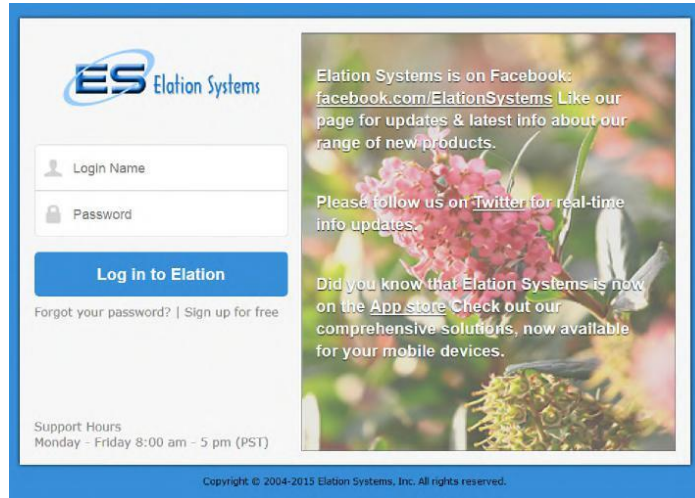 ES Elation Systems
Login Name
Password
Log in to Elation
Forgot your password? | Sign up for free
Support Hours
Monday - Friday 8:00 am - 5 pm (PST)
Elation Systems is on Facebook:
facebook.com/ElationSystems Like our
page for updates & latest info about our
range of new products.
Please follow us on Twitter for real-time
info updates.
Did you know that Elation Systems is now
on the App store Check out our
comprehensive solutions, now available
for your mobile devices.
Copyright © 2004-2015 Elation Systems, Inc. All rights reserved.